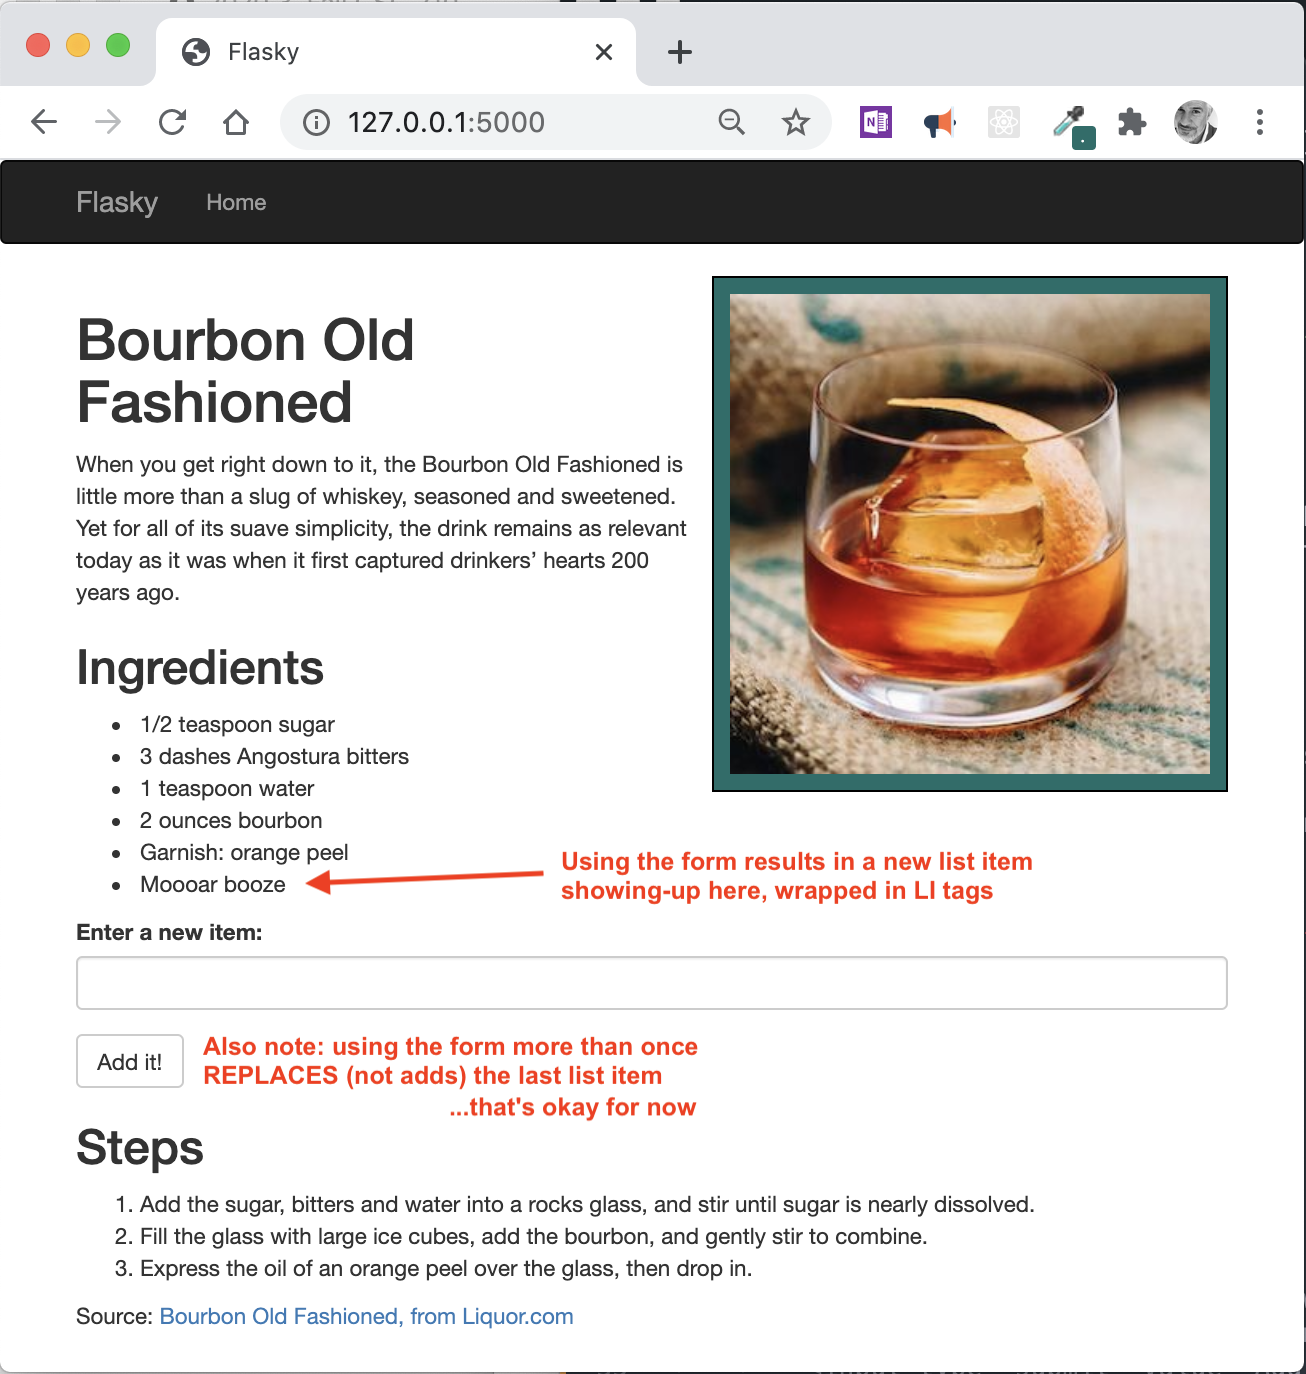 Flasky
127.0.0.1:5000
N
Flasky Home
Bourbon Old
Fashioned
When you get right down to it, the Bourbon Old Fashioned is
little more than a slug of whiskey, seasoned and sweetened.
Yet for all of its suave simplicity, the drink remains as relevant
today as it was when it first captured drinkers’ hearts 200
years ago.
Ingredients
• 1/2 teaspoon sugar
• 3 dashes Angostura bitters
• 1 teaspoon water
• 2 ounces bourbon
• Garnish: orange peel
• Moooar booze
Using the form results in a new list item
showing-up here, wrapped in LI tags
Enter a new item:
Add it!
Also note: using the form more than once
REPLACES (not adds) the last list item
...that's okay for now
Steps
1. Add the sugar, bitters and water into a rocks glass, and stir until sugar is nearly dissolved.
2. Fill the glass with large ice cubes, add the bourbon, and gently stir to combine.
3. Express the oil of an orange peel over the glass, then drop in.
Source: Bourbon Old Fashioned, from Liquor.com